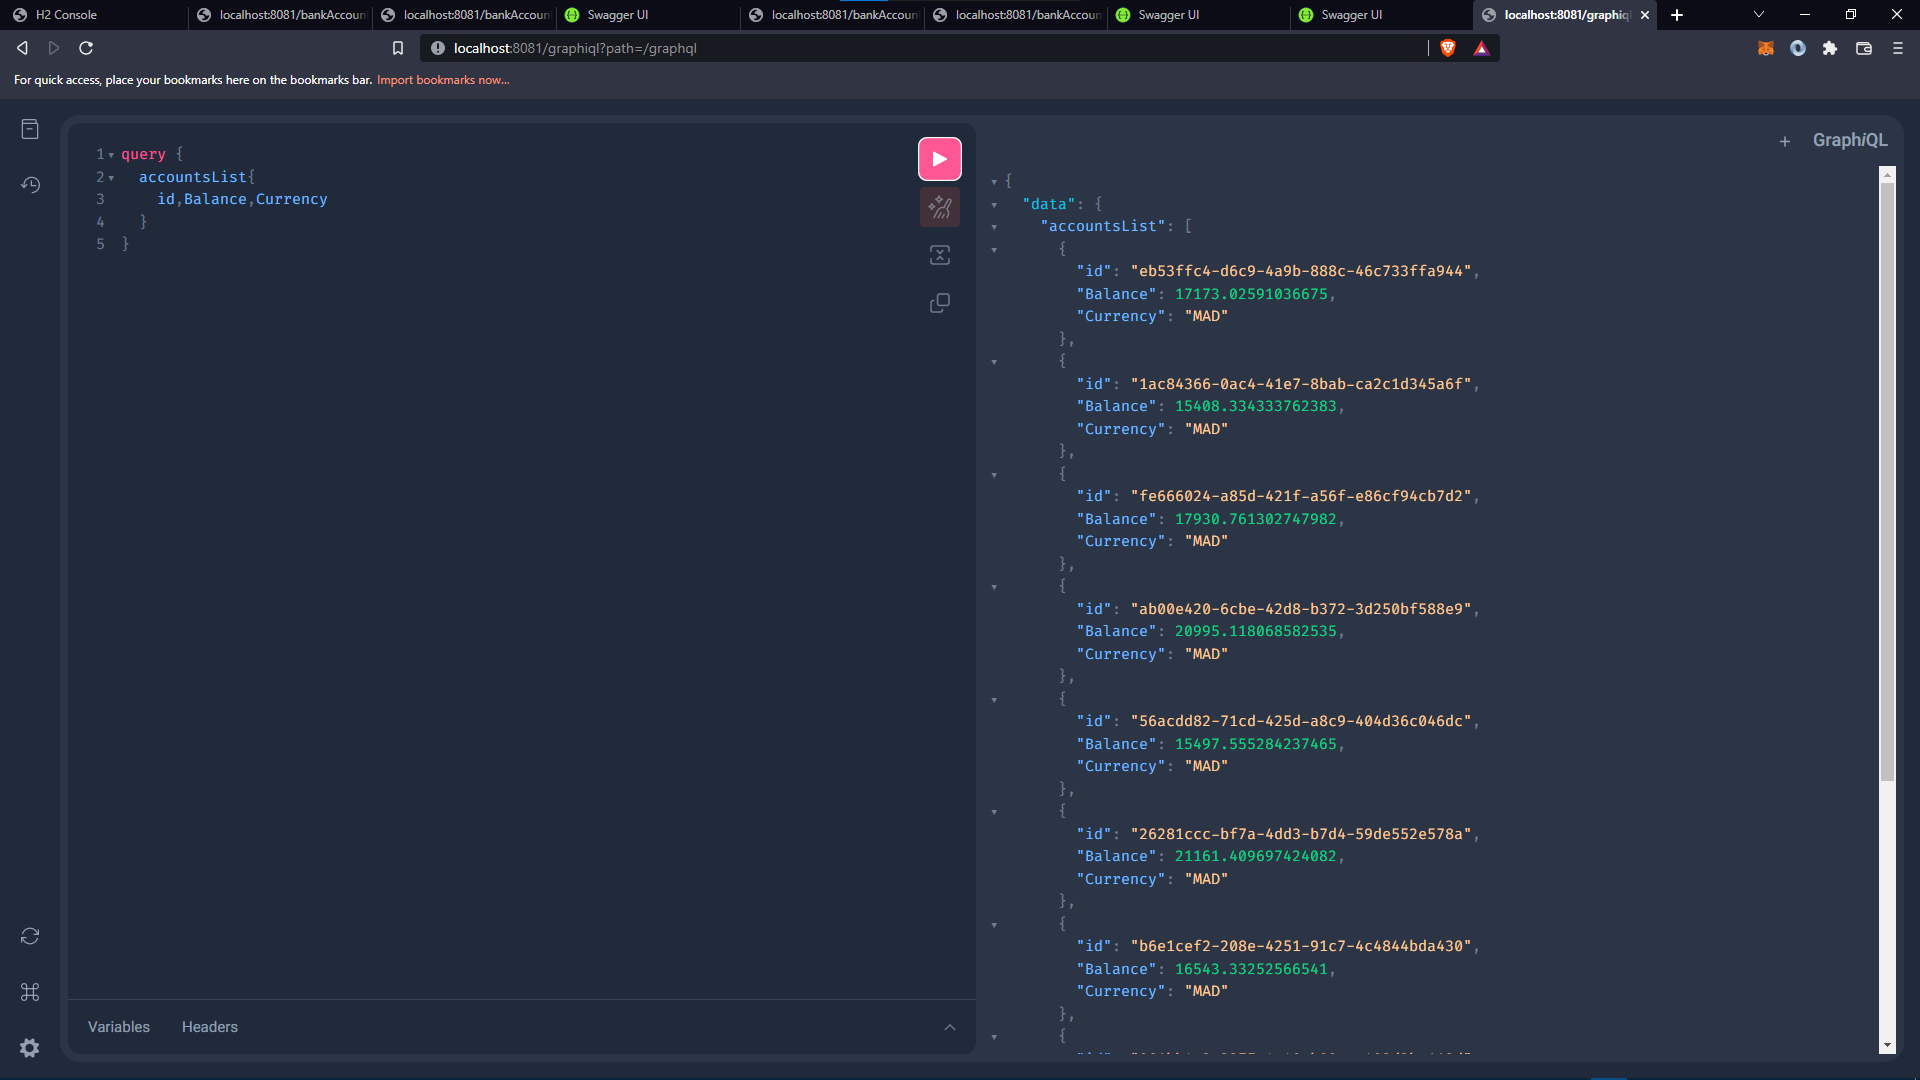 H2 Console
localhost:8081/bankAccoun
localhost:8081/bankAccoun
Swagger UI
localhost:8081/bankAccoun
localhost:8081/bankAccoun
Swagger UI
Swagger UI
localhost:8081/graphiql
localhost:8081/graphiql?path=/graphql
For quick access, place your bookmarks here on the bookmarks bar. Import bookmarks now...
GraphiQL
1 query {
2 accountsList{
3 id,Balance,Currency
4 }
5 }
{
"data": {
"accountsList": [
{
"id": "eb53ffc4-d6c9-4a9b-888c-46c733ffa944",
"Balance": 17173.02591036675,
"Currency": "MAD"
},
{
"id": "1ac84366-0ac4-41e7-8bab-ca2c1d345a6f",
"Balance": 15408.334333762383,
"Currency": "MAD"
},
{
"id": "fe666024-a85d-421f-a56f-e86cf94cb7d2",
"Balance": 17930.761302747982,
"Currency": "MAD"
},
{
"id": "ab00e420-6cbe-42d8-b372-3d250bf588e9",
"Balance": 20995.118068582535,
"Currency": "MAD"
},
{
"id": "56acdd82-71cd-425d-a8c9-404d36c046dc",
"Balance": 15497.555284237465,
"Currency": "MAD"
},
{
"id": "26281ccc-bf7a-4dd3-b7d4-59de552e578a",
"Balance": 21161.409697424082,
"Currency": "MAD"
},
{
"id": "b6e1cef2-208e-4251-91c7-4c4844bda430",
"Balance": 16543.33252566541,
"Currency": "MAD"
},
{
Variables
Headers